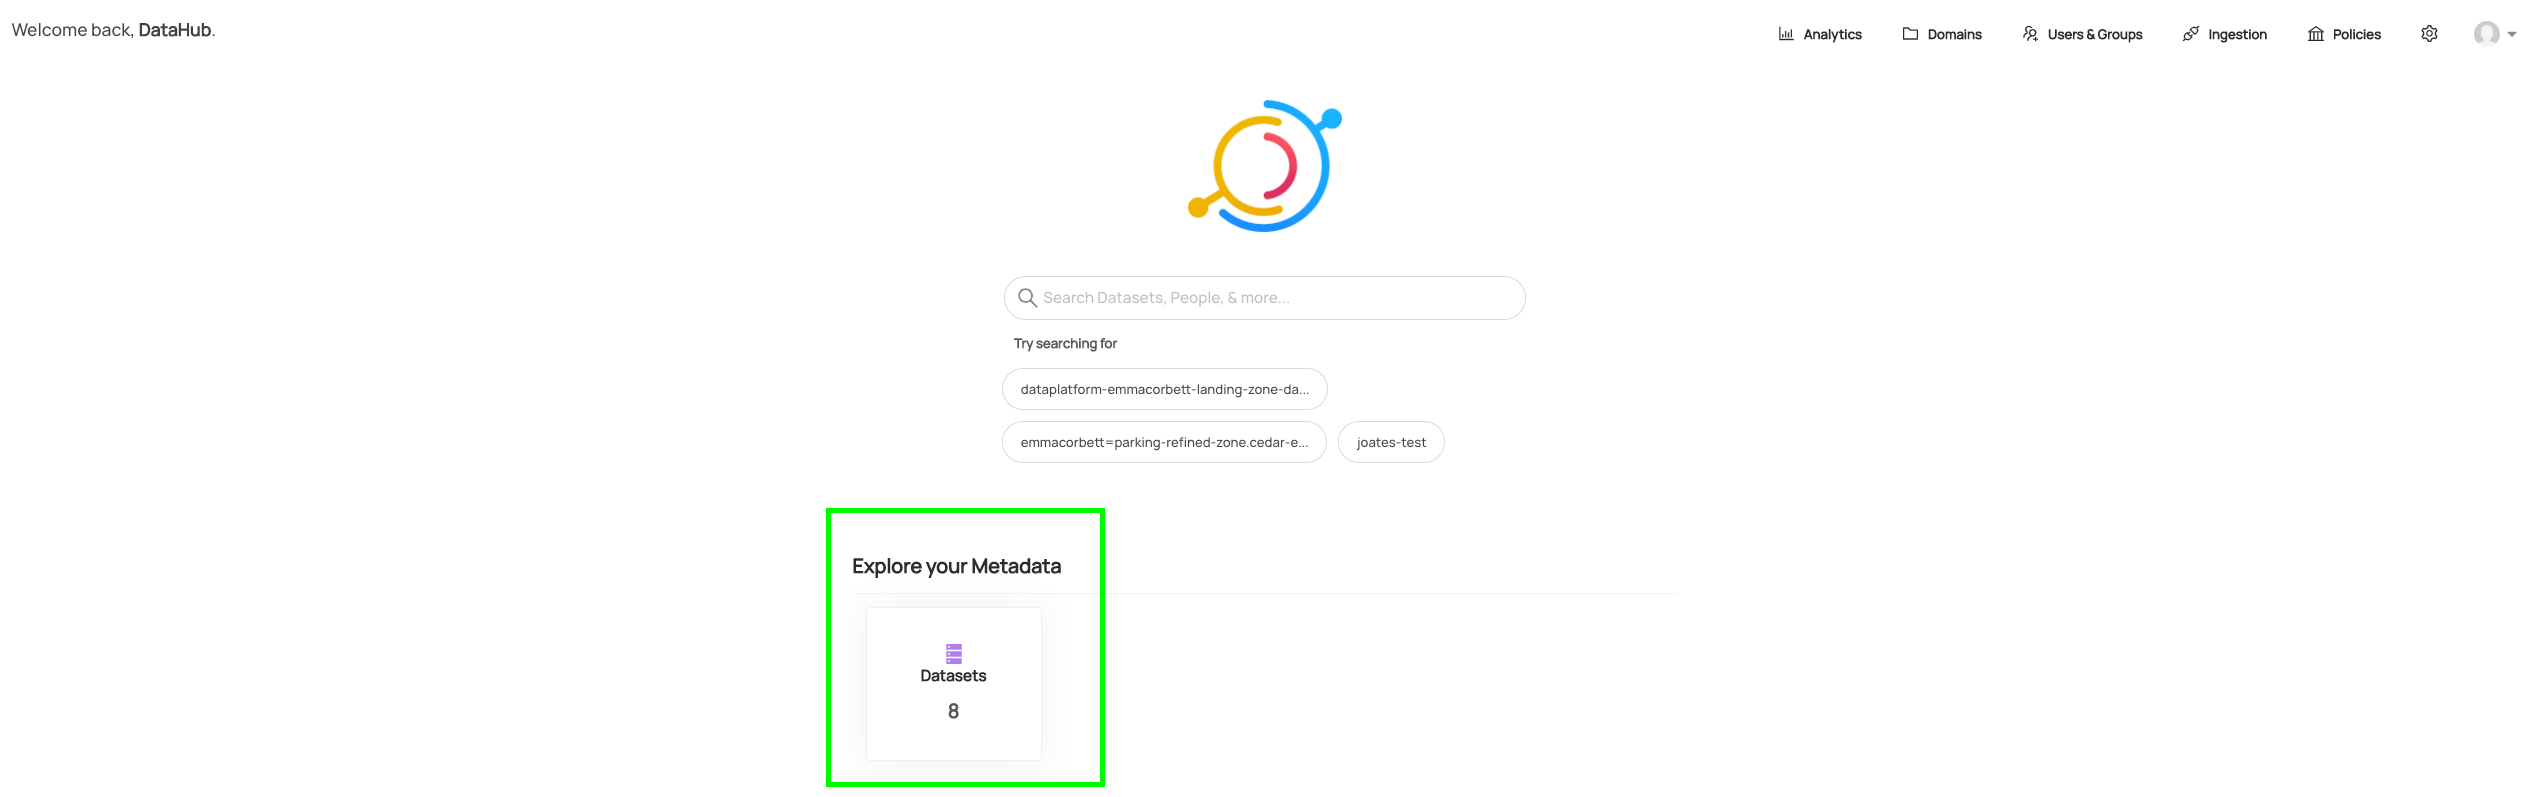 Welcome back, DataHub.
Analytics
Domains
Users & Groups
Ingestion
Policies
Search Datasets, People, & more...
Try searching for
dataplatform-emmacorbett-landing-zone-da...
emmacorbett=parking-refined-zone.cedar-e...
joates-test
Explore your Metadata
Datasets
8